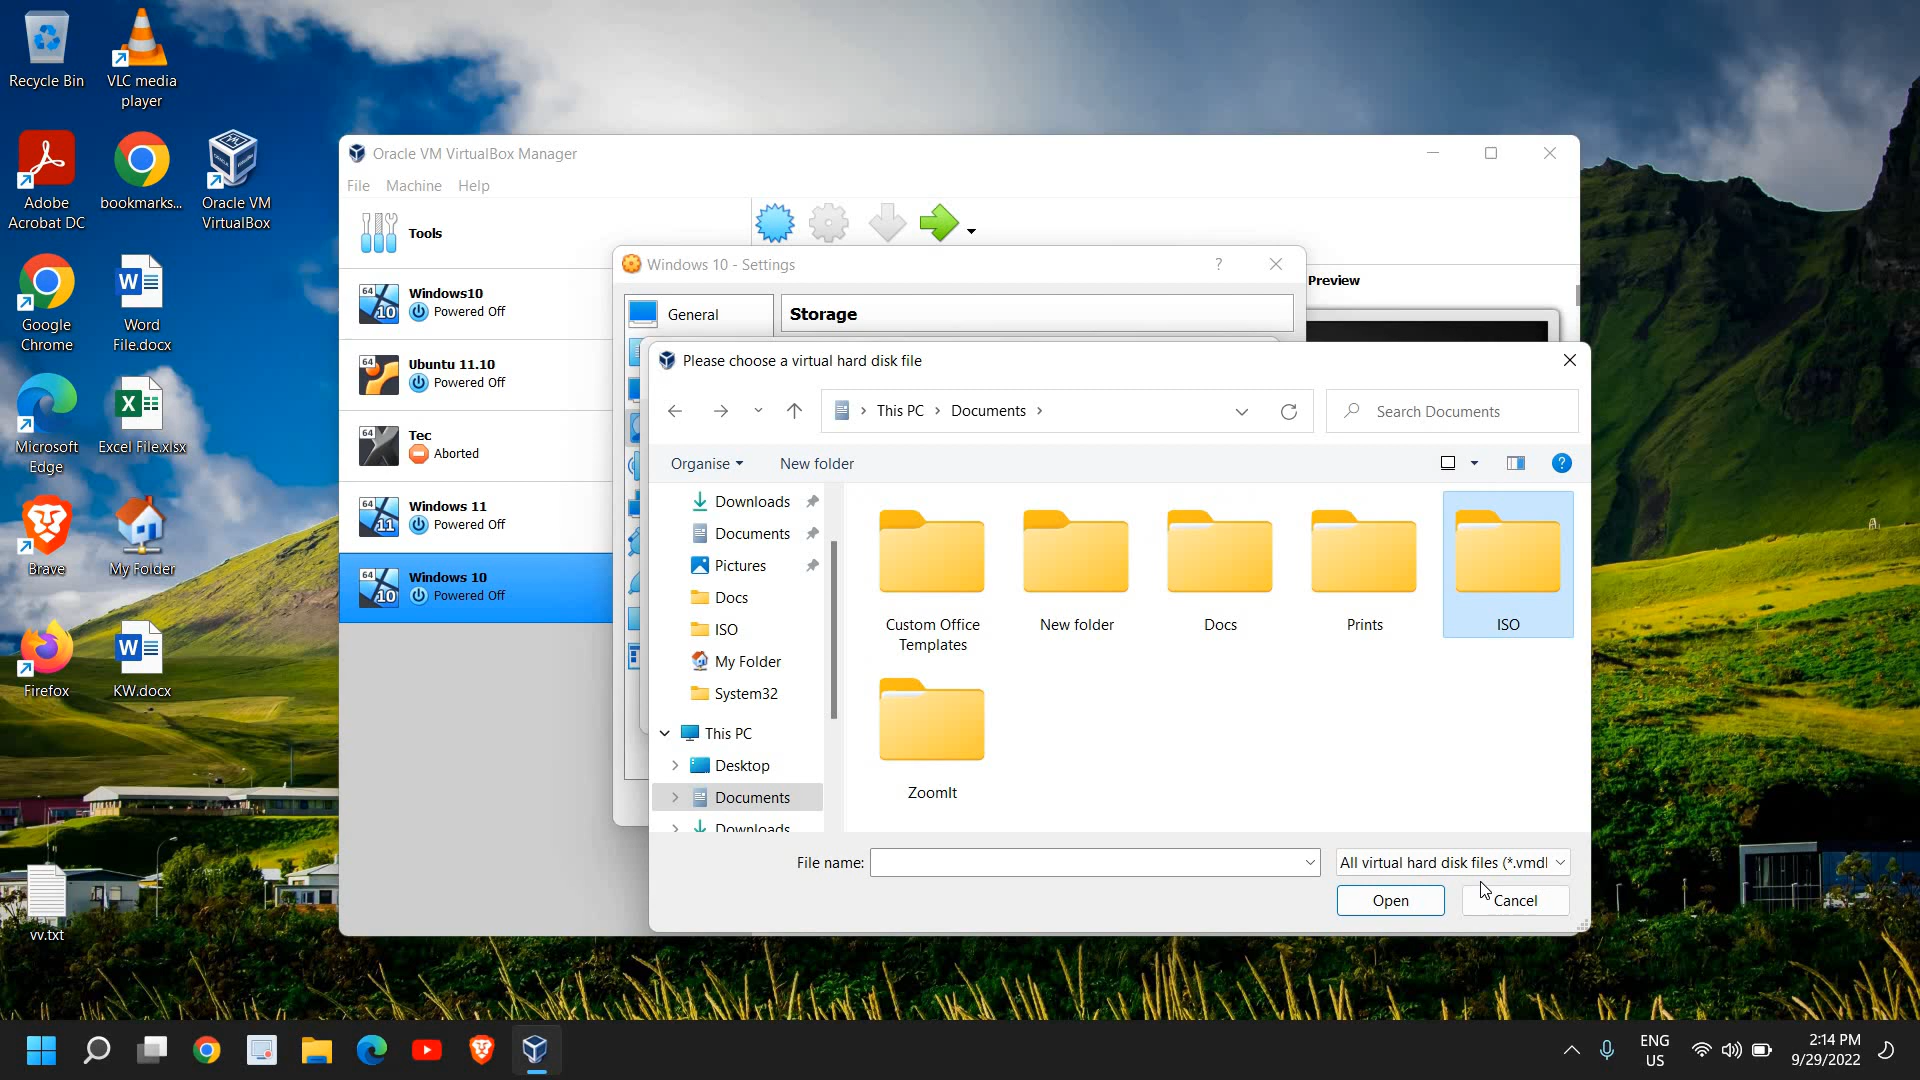 Recycle Bin
VLC media
player
Adobe
Acrobat DC
bookmarks...
Oracle VM
VirtualBox
Google
Chrome
Word
File.docx
Microsoft
Edge
Excel File.xlsx
Brave
My Folder
Firefox
KW.docx
vv.txt
Oracle VM VirtualBox Manager
File Machine Help
Tools
Windows10
Powered Off
Ubuntu 11.10
Powered Off
Tec
Aborted
Windows 11
Powered Off
Windows 10
Powered Off
Preview
Windows 10 - Settings
?
General
Storage
Please choose a virtual hard disk file
This PC > Documents >
Search Documents
Organise
New folder
Downloads
Documents
Pictures
Docs
ISO
My Folder
System32
This PC
Desktop
Documents
Downloads
Custom Office
Templates
New folder
Docs
Prints
ISO
ZoomIt
File name:
All virtual hard disk files (*.vmdl
Open
Cancel
ENG
US
2:14 PM
9/29/2022